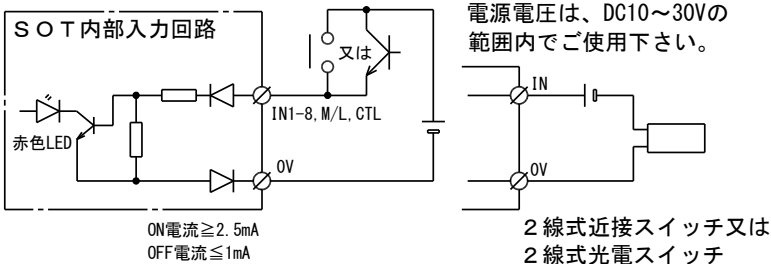 SOT内部入力回路
赤色LED
又は
IN1-8,M/L,CTL
0V
ON電流≧2.5mA
OFF電流≦1mA
電源電圧は、DC10～30Vの
範囲内でご使用下さい。
IN
0V
２線式近接スイッチ又は
２線式光電スイッチ